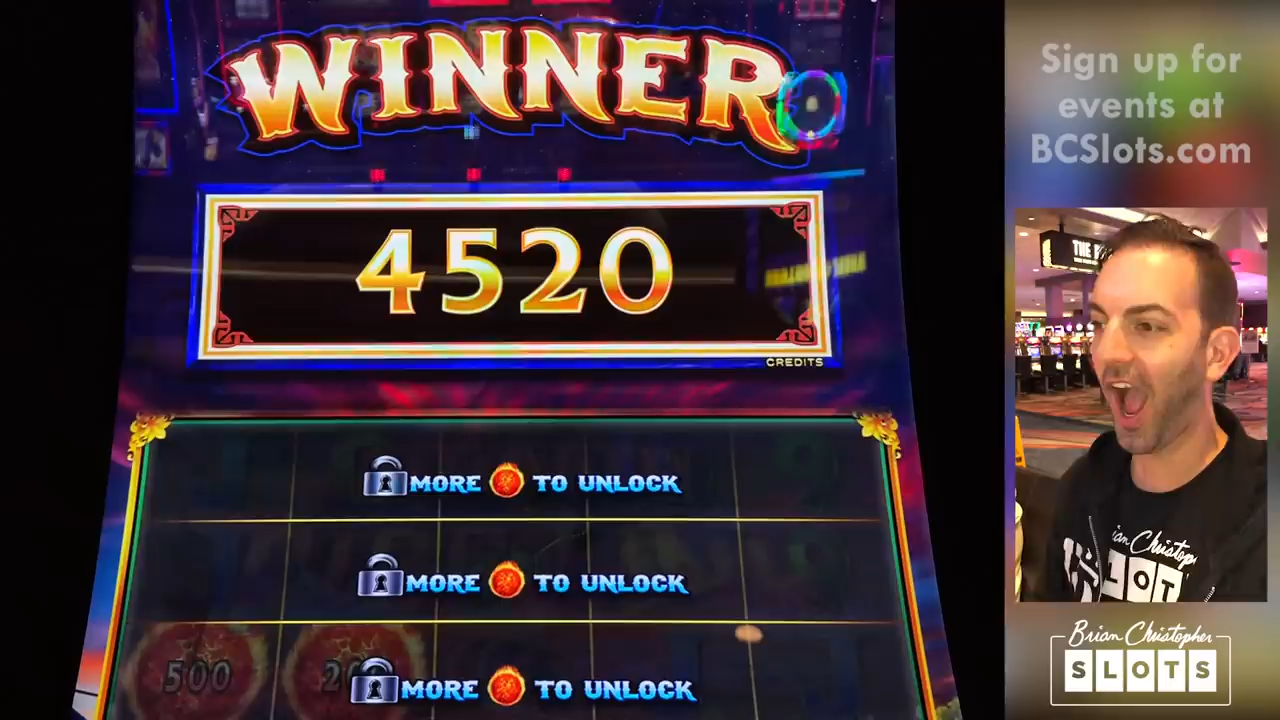 WINNER
4520
CREDITS
MORE TO UNLOCK
MORE TO UNLOCK
500
MORE TO UNLOCK
Sign up for
events at
BCSlots.com
THE
Brian Christopher
SLOTS